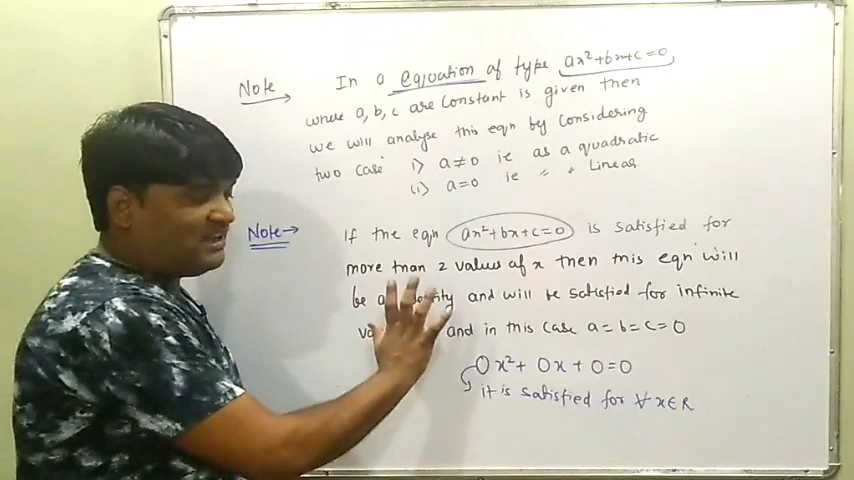 Note → In a equation of type ax²+bx+c=0
where a, b, c are constant is given then
we will analyse this eqn by considering
two case i) a≠0 ie as a quadratic
(ii) a=0 ie " " Linear
Note → If the eqn ax²+bx+c=0 is satisfied for
more than 2 values of x then this eqn will
be and will be satisfied for infinite
and in this case a=b=c=0
0x²+0x+0=0
it is satisfied for ∀ x∈R